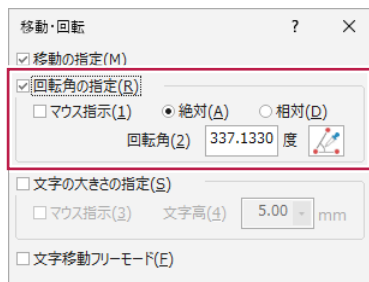 移動・回転 ? ×
移動の指定(M)
回転角の指定(R)
マウス指示(1) 絶対(A) 相対(D)
回転角(2) 337.1330 度
文字の大きさの指定(S)
マウス指示(3) 文字高(4) 5.00 mm
文字移動フリーモード(F)